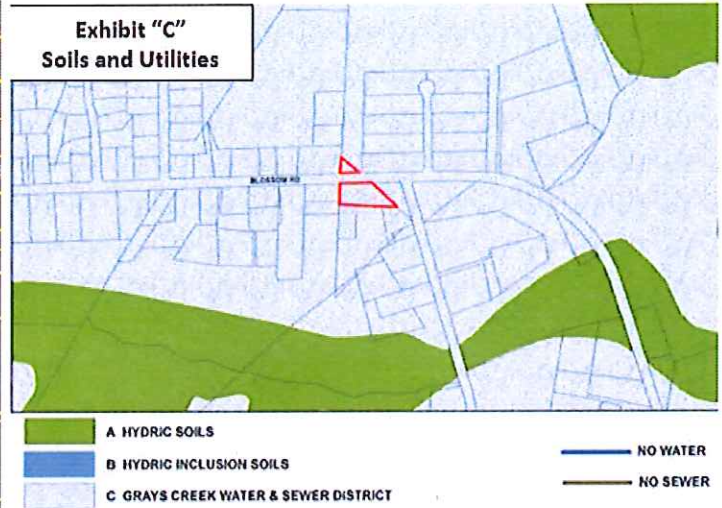 Exhibit “C”
Soils and Utilities
BLOSSOM RD
A HYDRIC SOILS
B HYDRIC INCLUSION SOILS
C GRAYS CREEK WATER & SEWER DISTRICT
NO WATER
NO SEWER